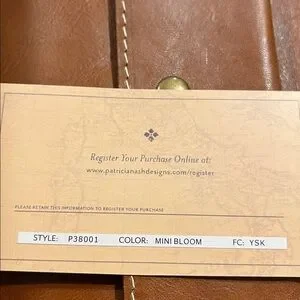 Register Your Purchase Online at:
www.patricianashdesigns.com/register
PLEASE RETAIN THIS INFORMATION TO REGISTER YOUR PURCHASE
STYLE: P38001 COLOR: MINI BLOOM FC: YSK